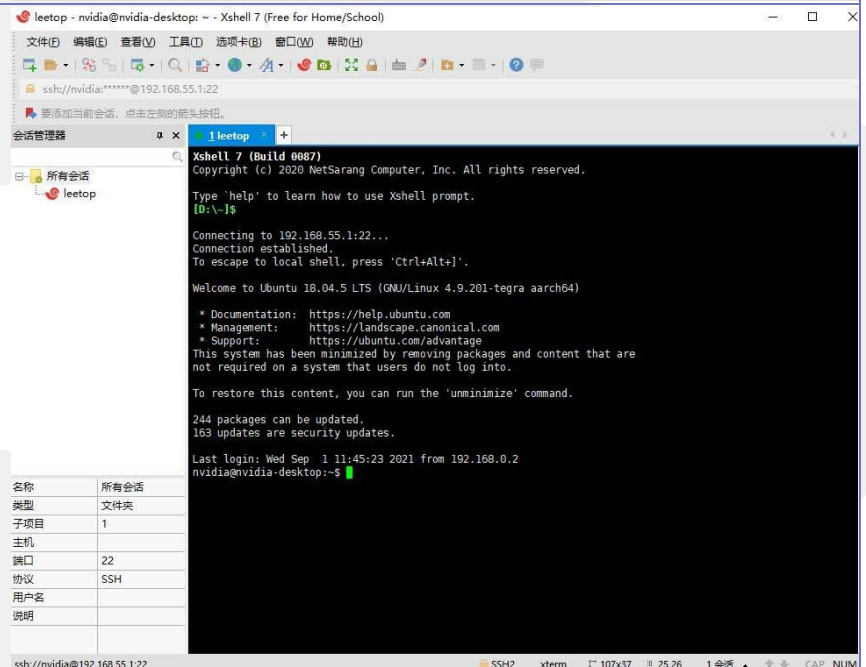 leetop - nvidia@nvidia-desktop: ~ - Xshell 7 (Free for Home/School)
文件(F) 编辑(E) 查看(V) 工具(T) 选项卡(B) 窗口(W) 帮助(H)
ssh://nvidia:******@192.168.55.1:22
要添加当前会话，点击左侧的箭头按钮。
会话管理器
1 leetop
所有会话
leetop
Xshell 7 (Build 0087)
Copyright (c) 2020 NetSarang Computer, Inc. All rights reserved.
Type `help' to learn how to use Xshell prompt.
[D:\~]$
Connecting to 192.168.55.1:22...
Connection established.
To escape to local shell, press 'Ctrl+Alt+]'.
Welcome to Ubuntu 18.04.5 LTS (GNU/Linux 4.9.201-tegra aarch64)
* Documentation: https://help.ubuntu.com
* Management: https://landscape.canonical.com
* Support: https://ubuntu.com/advantage
This system has been minimized by removing packages and content that are
not required on a system that users do not log into.
To restore this content, you can run the 'unminimize' command.
244 packages can be updated.
163 updates are security updates.
Last login: Wed Sep 1 11:45:23 2021 from 192.168.0.2
nvidia@nvidia-desktop:~$
名称 所有会话
类型 文件夹
子项目 1
主机
端口 22
协议 SSH
用户名
说明
ssh://nvidia@192.168.55.1:22 SSH2 xterm 107x37 25,26 1 会话 CAP NUM